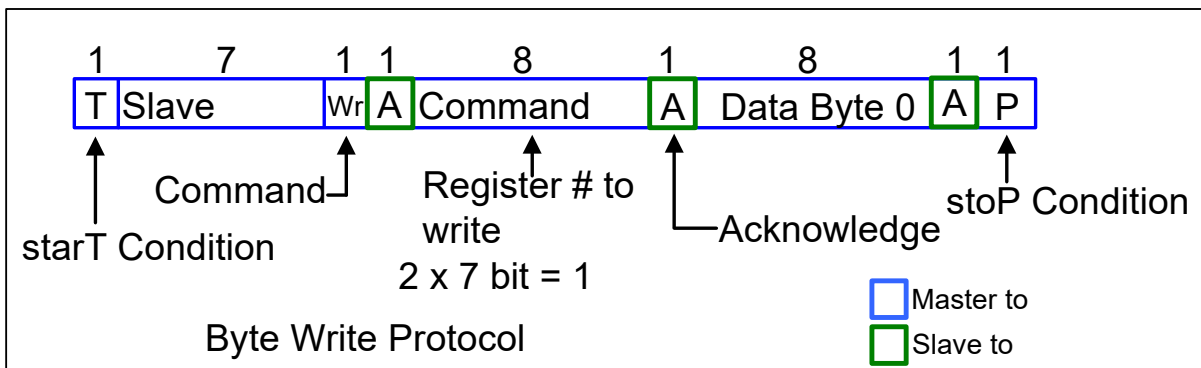 1 7 1 1 8 1 8 1 1
T Slave Wr A Command A Data Byte 0 A P
Command
Register # to
write
2 x 7 bit = 1
Acknowledge
stoP Condition
starT Condition
Byte Write Protocol
Master to
Slave to